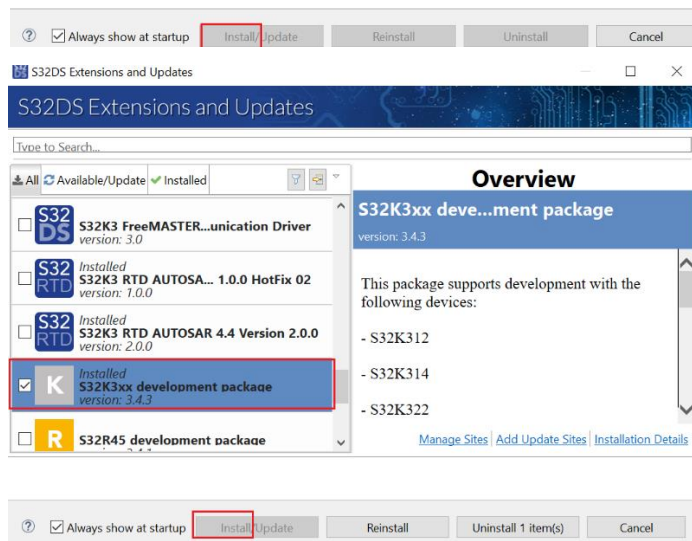 Always show at startup Install/Update Reinstall Uninstall Cancel
S32DS Extensions and Updates
S32DS Extensions and Updates
Type to Search...
All Available/Update Installed
Overview
S32
DS
S32K3 FreeMASTER...unication Driver
version: 3.0
S32
RTD
Installed
S32K3 RTD AUTOSA... 1.0.0 HotFix 02
version: 1.0.0
S32
RTD
Installed
S32K3 RTD AUTOSAR 4.4 Version 2.0.0
version: 2.0.0
K
Installed
S32K3xx development package
version: 3.4.3
R
S32R45 development package
S32K3xx deve...ment package
version: 3.4.3
This package supports development with the
following devices:
- S32K312
- S32K314
- S32K322
Manage Sites Add Update Sites Installation Details
Always show at startup Install/Update Reinstall Uninstall 1 item(s) Cancel